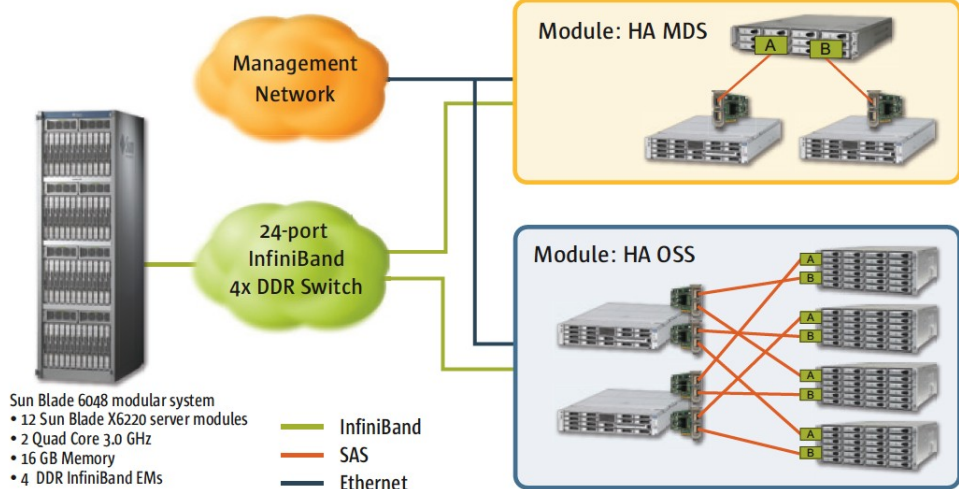 Management
Network
24-port
InfiniBand
4x DDR Switch
Module: HA MDS
A
B
Module: HA OSS
A
B
A
B
A
B
A
B
Sun Blade 6048 modular system
• 12 Sun Blade X6220 server modules
• 2 Quad Core 3.0 GHz
• 16 GB Memory
• 4 DDR InfiniBand EMs
InfiniBand
SAS
Ethernet